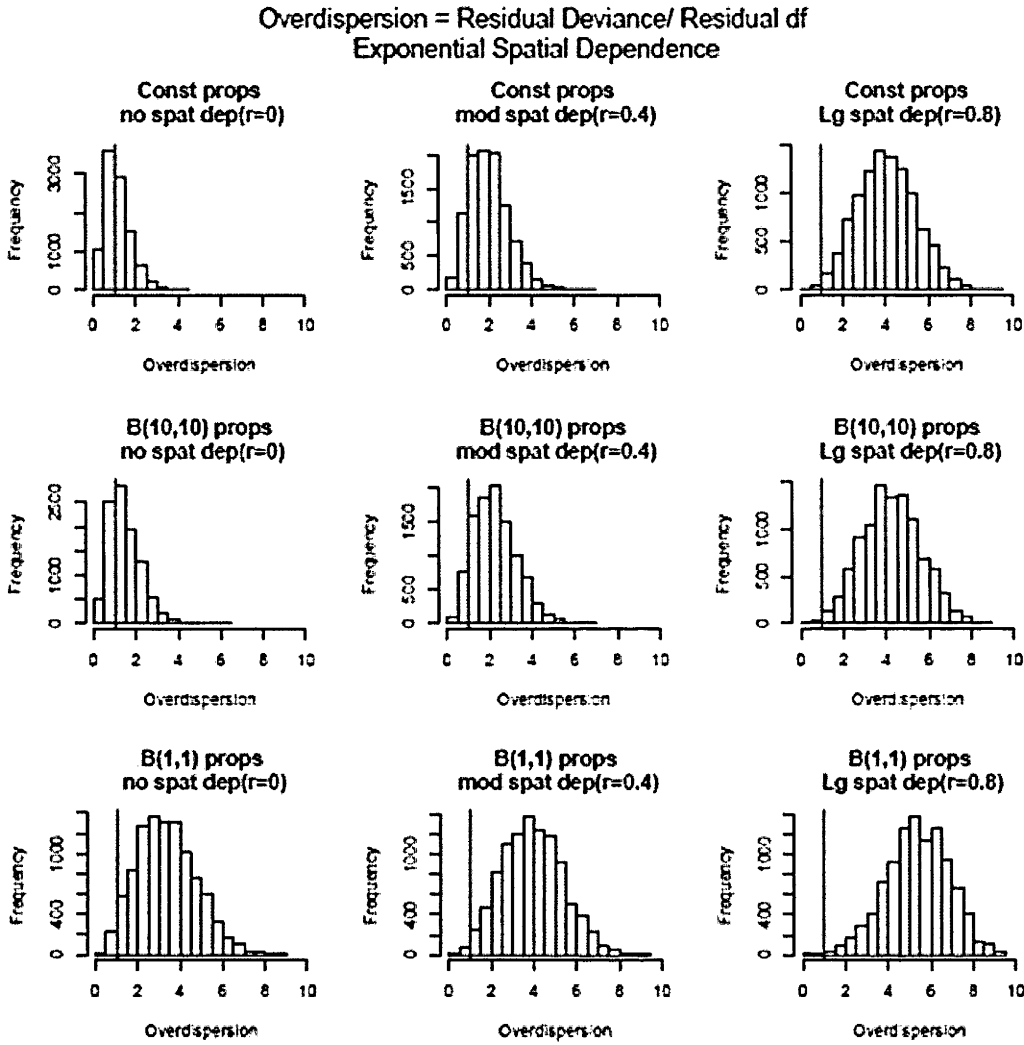 Overdispersion = Residual Deviance/ Residual df
Exponential Spatial Dependence
Const props
no spat dep(r=0)
Frequency
0 1000 3000
0 2 4 6 8 10
Overdispersion
Const props
mod spat dep(r=0.4)
Frequency
0 500 1500
0 2 4 6 8 10
Overdispersion
Const props
Lg spat dep(r=0.8)
Frequency
0 500 1000
0 2 4 6 8 10
Overdispersion
B(10,10) props
no spat dep(r=0)
Frequency
0 1000 2500
0 2 4 6 8 10
Overdispersion
B(10,10) props
mod spat dep(r=0.4)
Frequency
0 500 1500
0 2 4 6 8 10
Overdispersion
B(10,10) props
Lg spat dep(r=0.8)
Frequency
0 500 1000
0 2 4 6 8 10
Overdispersion
B(1,1) props
no spat dep(r=0)
Frequency
0 400 1000
0 2 4 6 8 10
Overdispersion
B(1,1) props
mod spat dep(r=0.4)
Frequency
0 400 1000
0 2 4 6 8 10
Overdispersion
B(1,1) props
Lg spat dep(r=0.8)
Frequency
0 400 1000
0 2 4 6 8 10
Overdispersion